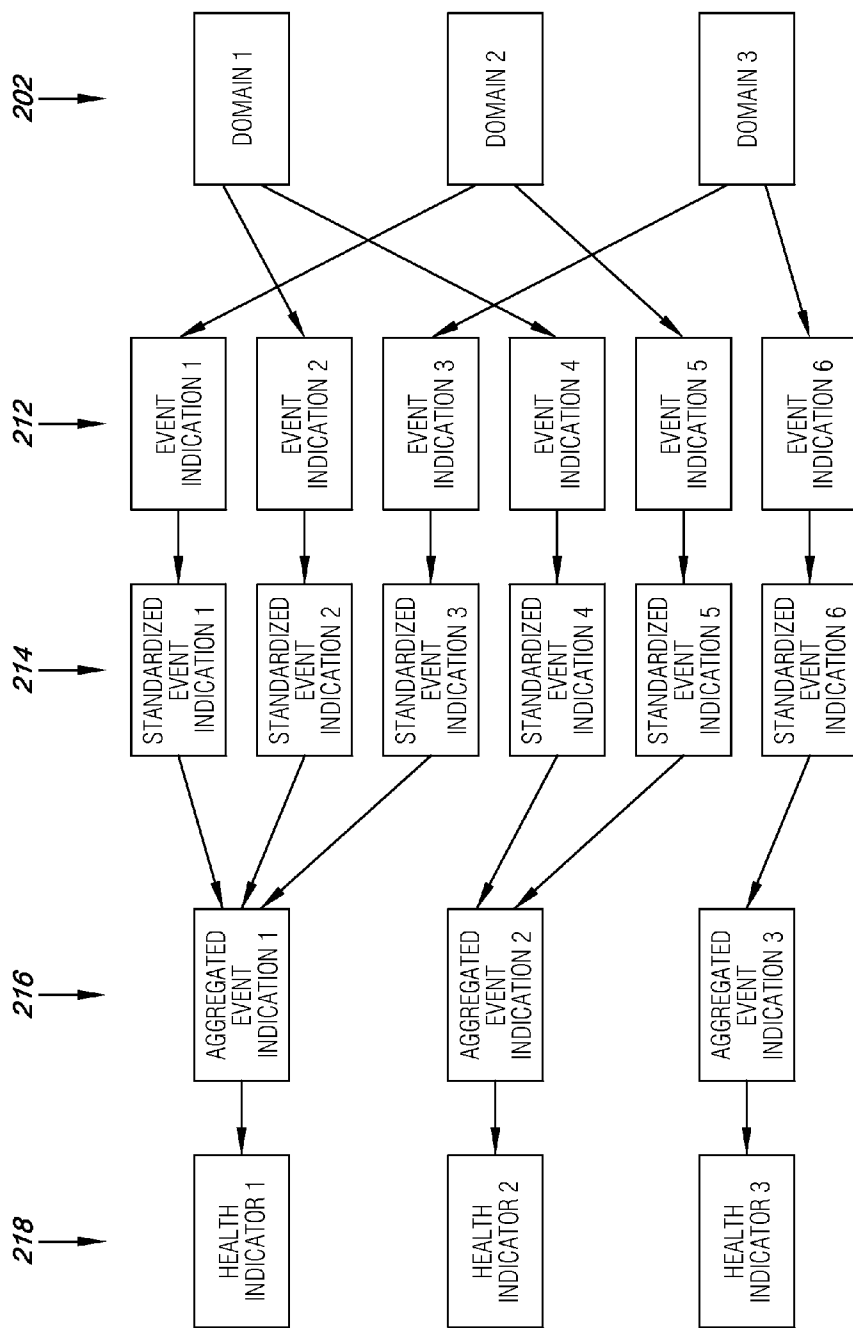 202
DOMAIN 1
DOMAIN 2
DOMAIN 3
212
EVENT
INDICATION 1
EVENT
INDICATION 2
EVENT
INDICATION 3
EVENT
INDICATION 4
EVENT
INDICATION 5
EVENT
INDICATION 6
214
STANDARDIZED
EVENT
INDICATION 1
STANDARDIZED
EVENT
INDICATION 2
STANDARDIZED
EVENT
INDICATION 3
STANDARDIZED
EVENT
INDICATION 4
STANDARDIZED
EVENT
INDICATION 5
STANDARDIZED
EVENT
INDICATION 6
216
AGGREGATED
EVENT
INDICATION 1
AGGREGATED
EVENT
INDICATION 2
AGGREGATED
EVENT
INDICATION 3
218
HEALTH
INDICATOR 1
HEALTH
INDICATOR 2
HEALTH
INDICATOR 3